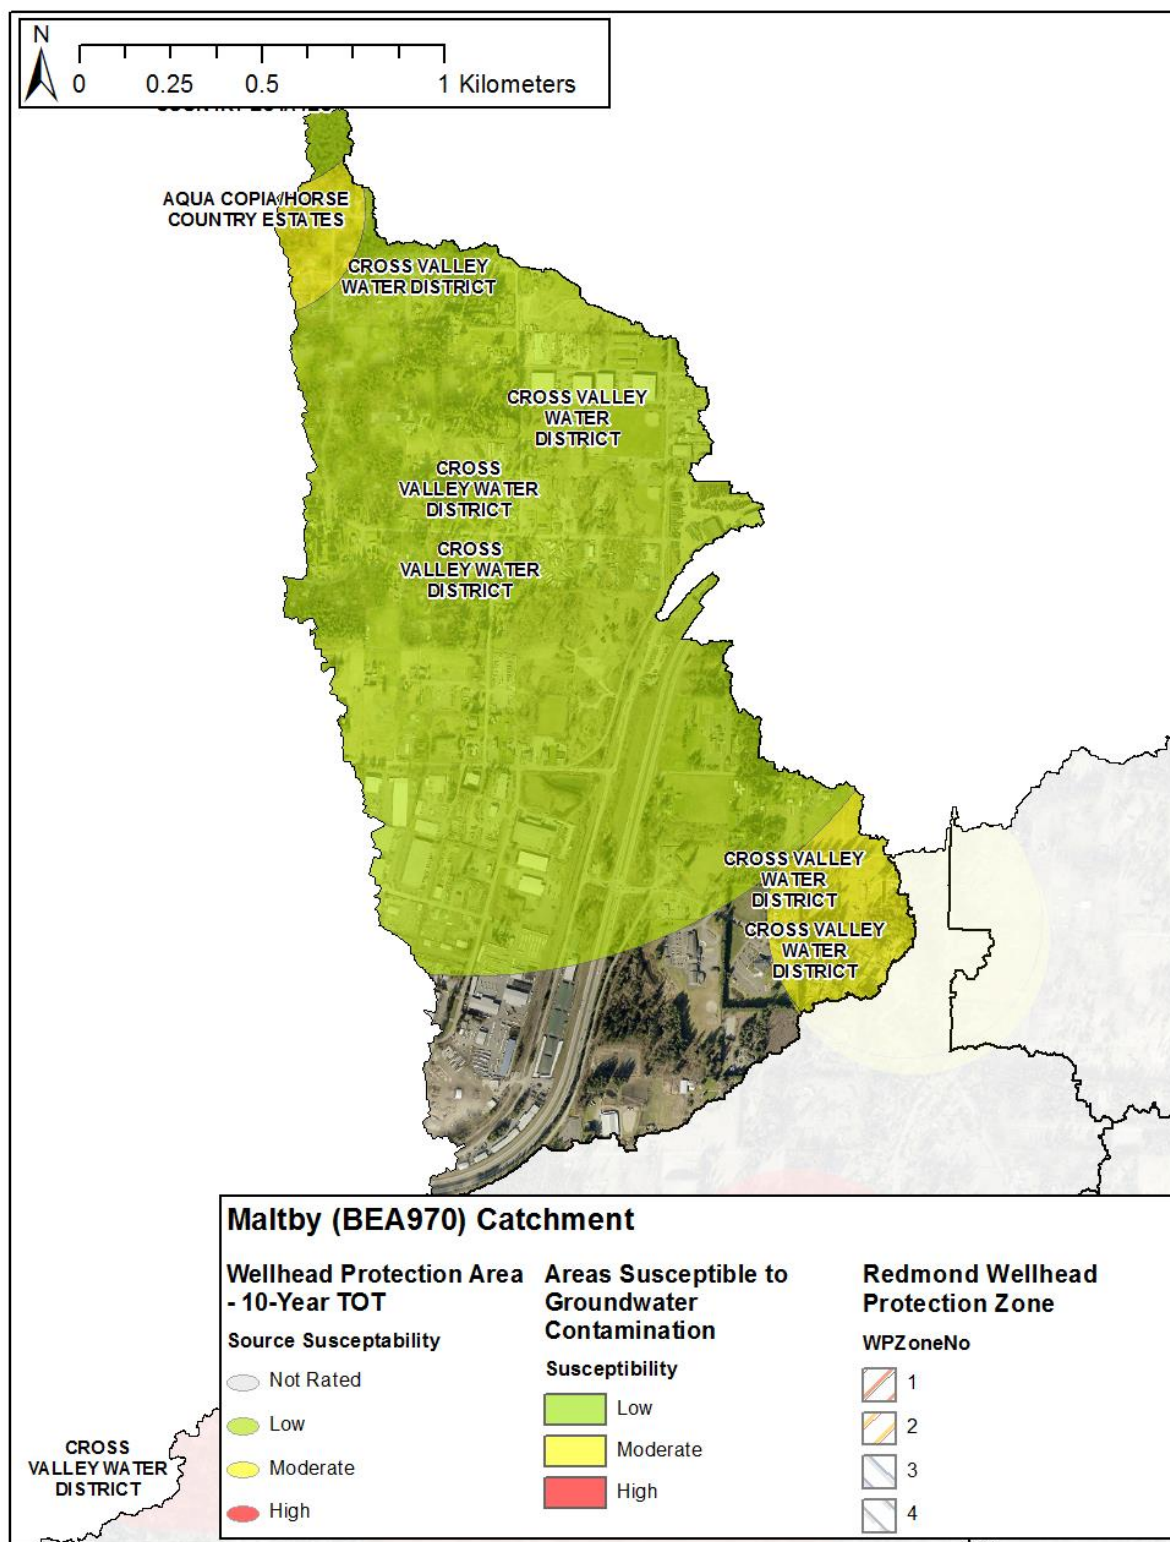 N
0 0.25 0.5 1 Kilometers
COUNTRY ESTATES
AQUA COPIA/HORSE
COUNTRY ESTATES
CROSS VALLEY
WATER DISTRICT
CROSS VALLEY
WATER
DISTRICT
CROSS
VALLEY WATER
DISTRICT
CROSS
VALLEY WATER
DISTRICT
CROSS VALLEY
WATER
DISTRICT
CROSS VALLEY
WATER
DISTRICT
CROSS
VALLEY WATER
DISTRICT
Maltby (BEA970) Catchment
Wellhead Protection Area
- 10-Year TOT
Source Susceptability
Not Rated
Low
Moderate
High
Areas Susceptible to
Groundwater
Contamination
Susceptibility
Low
Moderate
High
Redmond Wellhead
Protection Zone
WPZoneNo
1
2
3
4